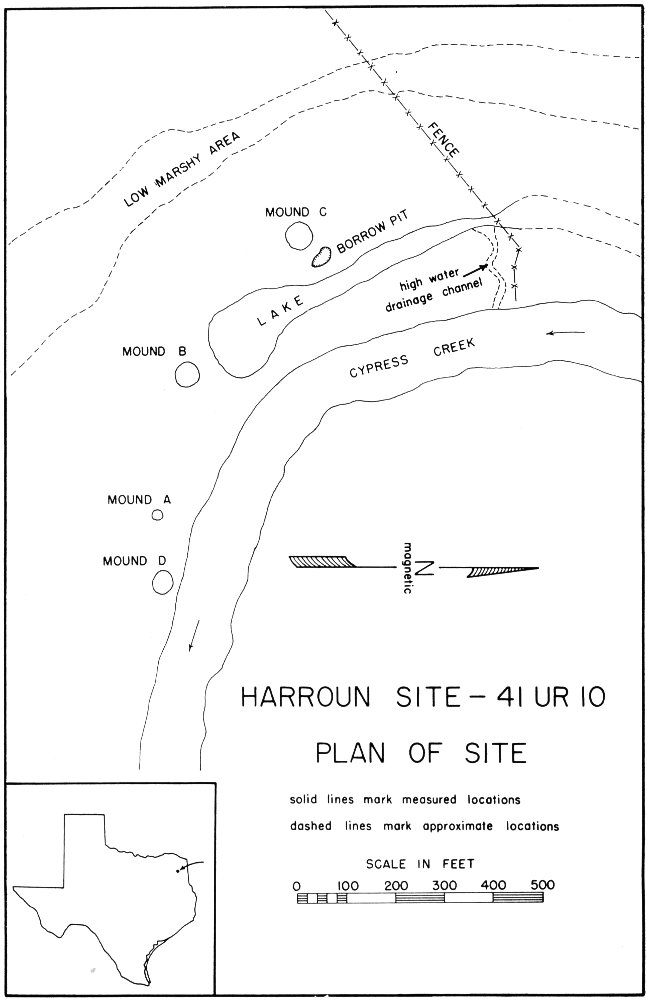 FENCE
LOW MARSHY AREA
MOUND C
BORROW PIT
high water
drainage channel
LAKE
MOUND B
CYPRESS CREEK
MOUND A
MOUND D
N
magnetic
HARROUN SITE – 41 UR 10
PLAN OF SITE
solid lines mark measured locations
dashed lines mark approximate locations
SCALE IN FEET
0 100 200 300 400 500